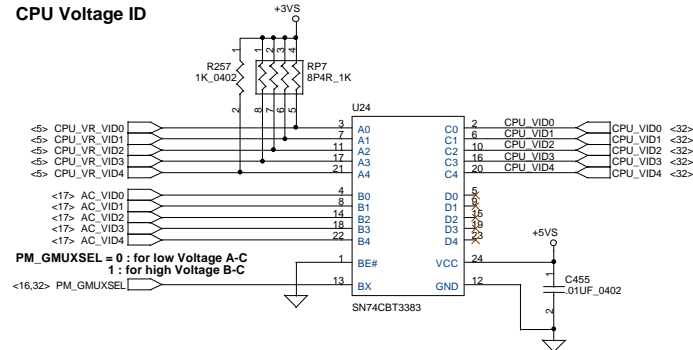 CPU Voltage ID
+3VS
R257
1K_0402
RP7
8P4R_1K
1
1 2 3 4
2
8 7 6 5
U24
<5> CPU_VR_VID0 3 A0 C0 2 CPU_VID0 CPU_VID0 <32>
<5> CPU_VR_VID1 7 A1 C1 6 CPU_VID1 CPU_VID1 <32>
<5> CPU_VR_VID2 11 A2 C2 10 CPU_VID2 CPU_VID2 <32>
<5> CPU_VR_VID3 17 A3 C3 16 CPU_VID3 CPU_VID3 <32>
<5> CPU_VR_VID4 21 A4 C4 20 CPU_VID4 CPU_VID4 <32>
<17> AC_VID0 4 B0 D0 5
<17> AC_VID1 8 B1 D1 9
<17> AC_VID2 14 B2 D2 15
<17> AC_VID3 18 B3 D3 19
<17> AC_VID4 22 B4 D4 23
+5VS
PM_GMUXSEL = 0 : for low Voltage A-C
1 : for high Voltage B-C
1 BE# VCC 24
<16,32> PM_GMUXSEL 13 BX GND 12
SN74CBT3383
1
C455
.01UF_0402
2